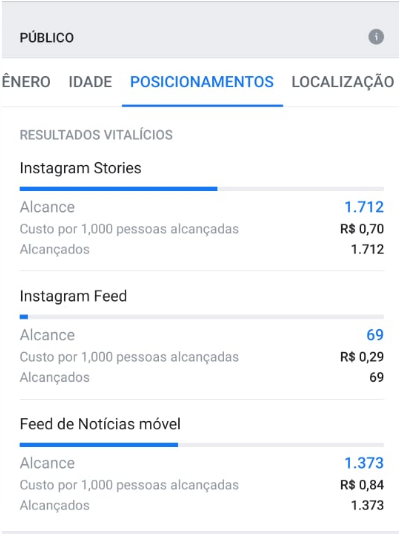 PÚBLICO
ÊNERO IDADE POSICIONAMENTOS LOCALIZAÇÃO
RESULTADOS VITALÍCIOS
Instagram Stories
Alcance 1.712
Custo por 1,000 pessoas alcançadas R$ 0,70
Alcançados 1.712
Instagram Feed
Alcance 69
Custo por 1,000 pessoas alcançadas R$ 0,29
Alcançados 69
Feed de Notícias móvel
Alcance 1.373
Custo por 1,000 pessoas alcançadas R$ 0,84
Alcançados 1.373